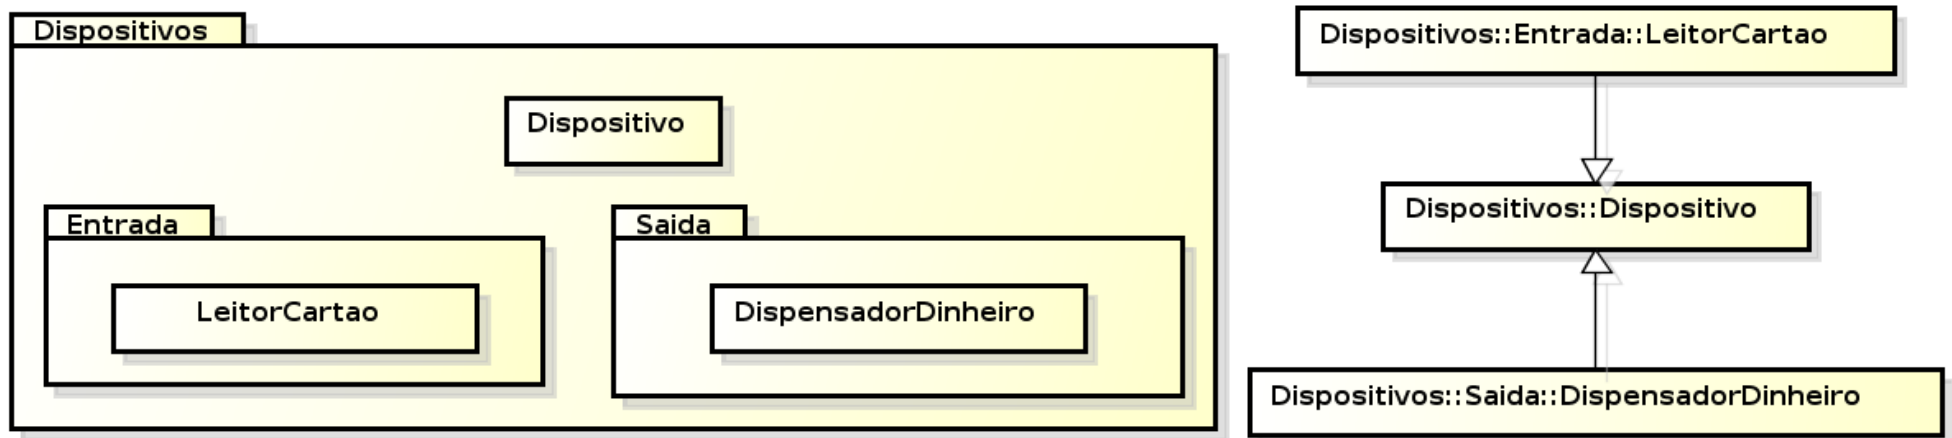 Dispositivos
Dispositivo
Entrada
LeitorCartao
Saida
DispensadorDinheiro
Dispositivos::Entrada::LeitorCartao
Dispositivos::Dispositivo
Dispositivos::Saida::DispensadorDinheiro